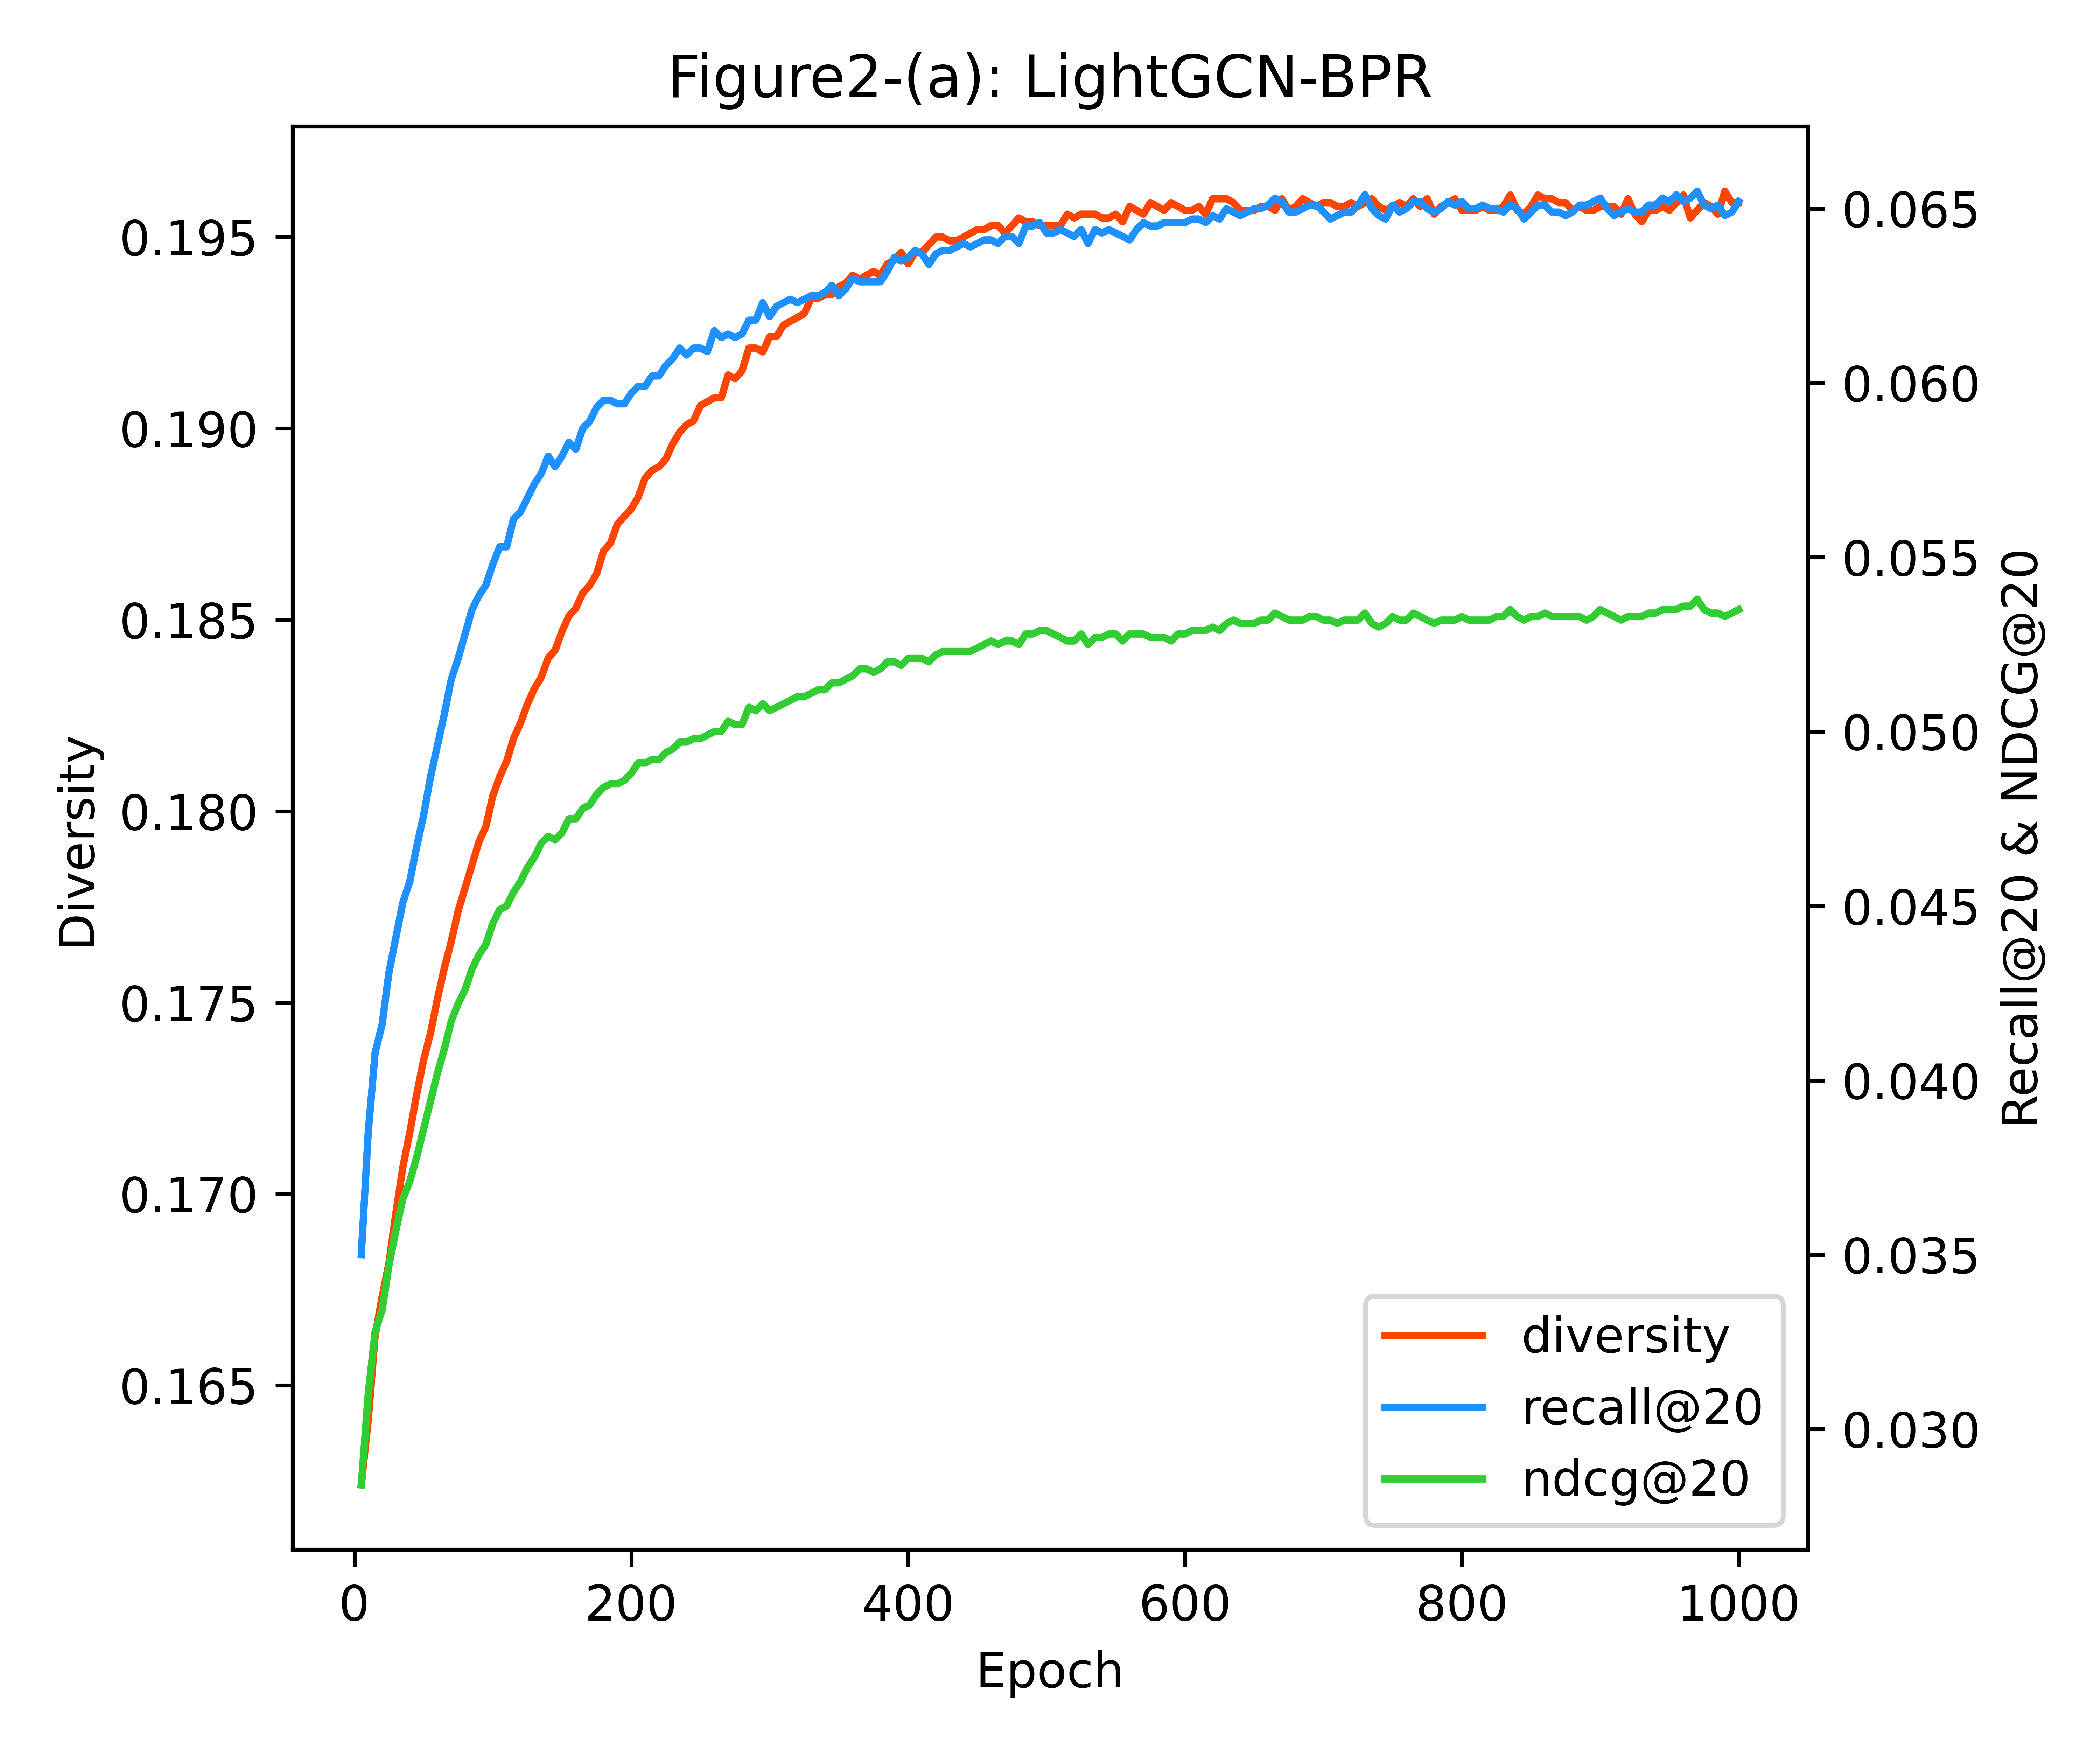 Figure2-(a): LightGCN-BPR
0.195
0.190
0.185
0.180
0.175
0.170
0.165
Diversity
0.065
0.060
0.055
0.050
0.045
0.040
0.035
0.030
Recall@20 & NDCG@20
diversity
recall@20
ndcg@20
0 200 400 600 800 1000
Epoch